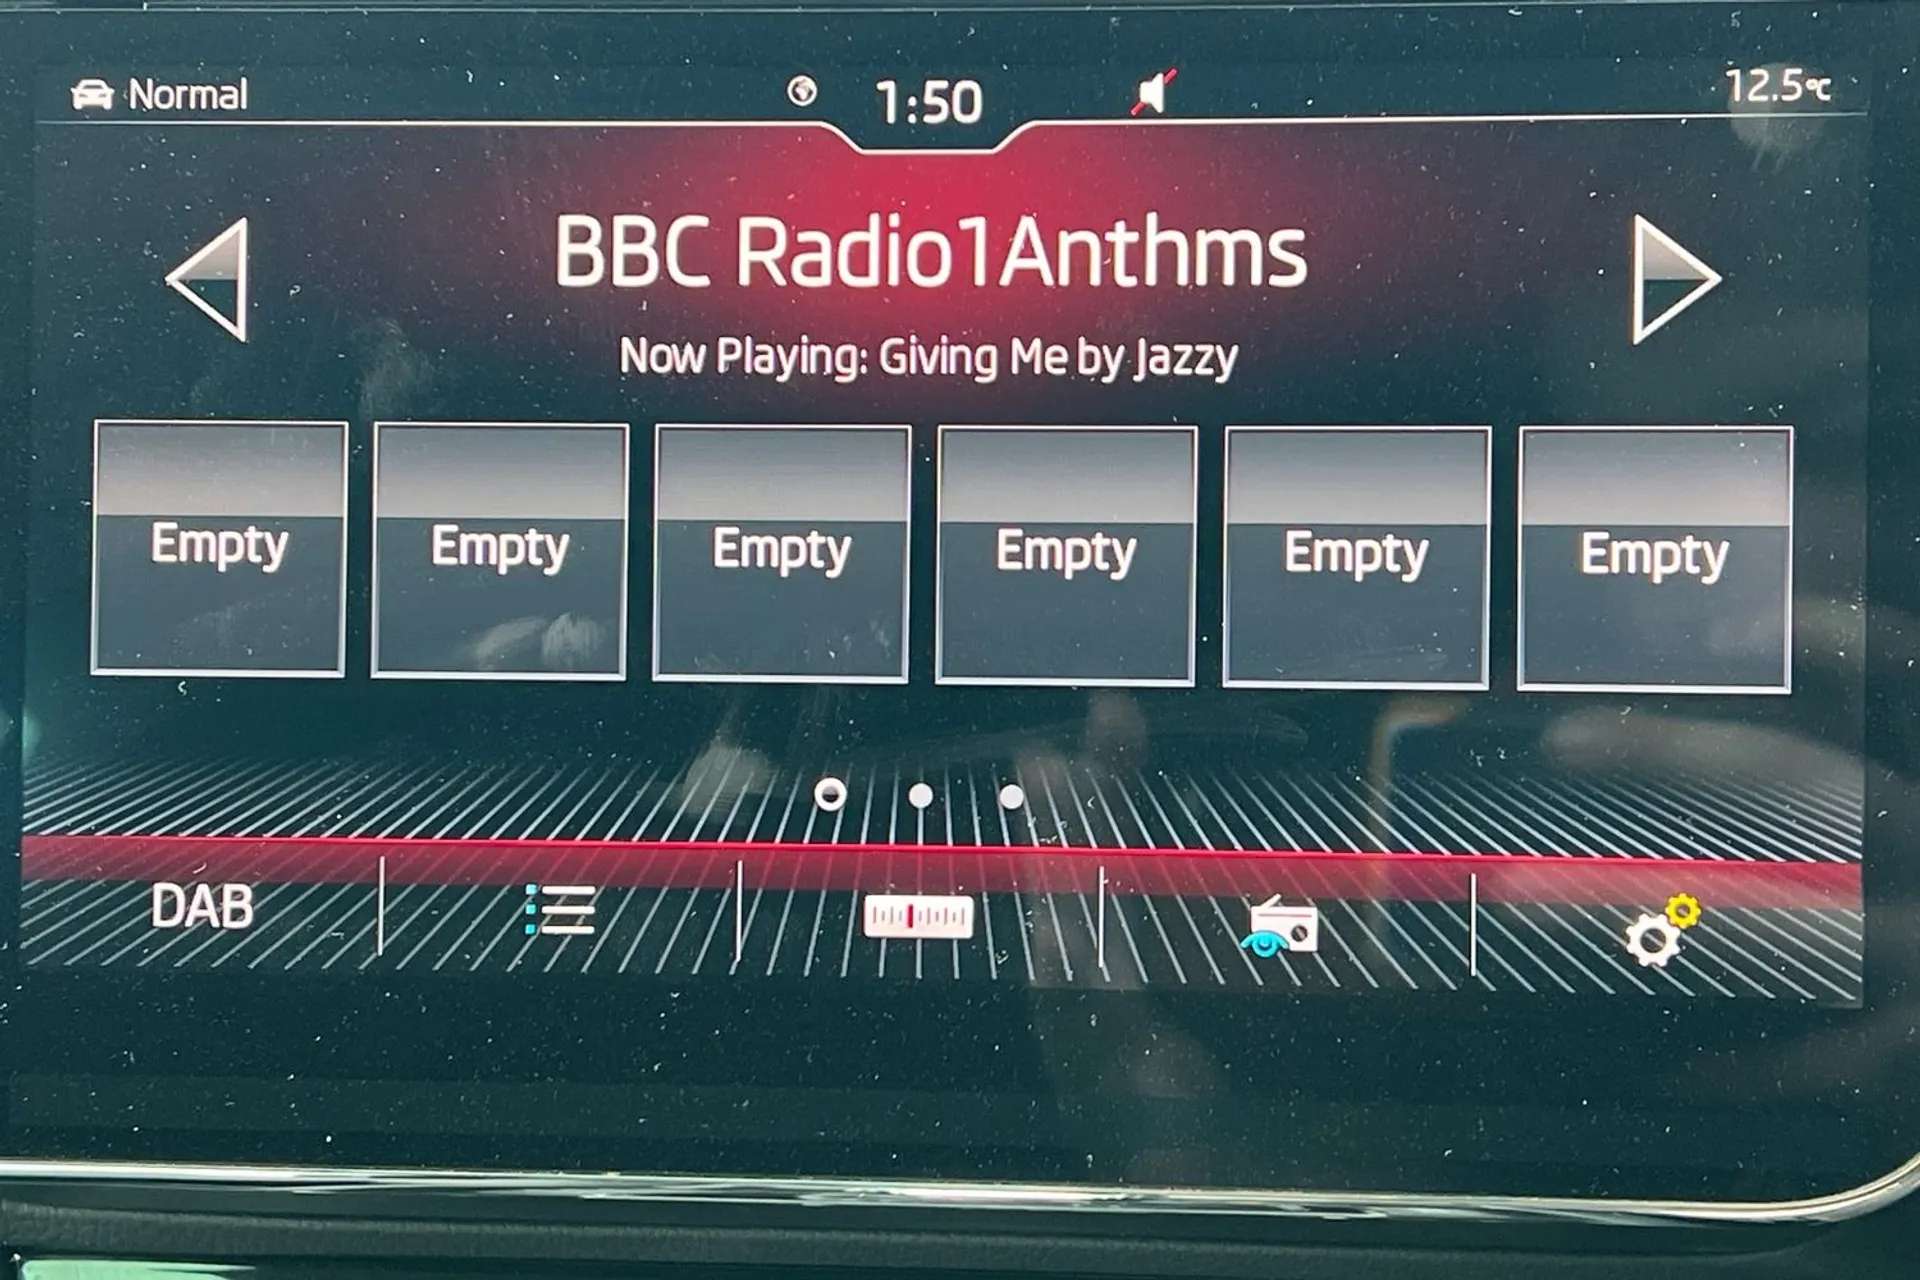 Normal
1:50
12.5°C
BBC Radio1Anthms
Now Playing: Giving Me by Jazzy
Empty Empty Empty Empty Empty Empty
DAB